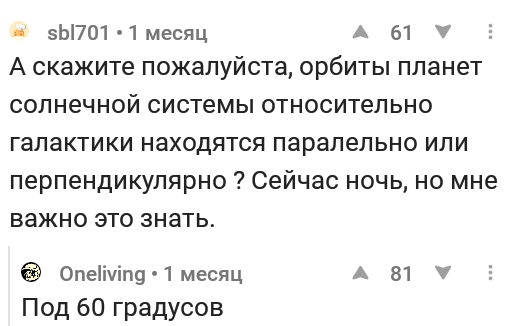 sbl701 • 1 месяц 61
А скажите пожалуйста, орбиты планет
солнечной системы относительно
галактики находятся паралельно или
перпендикулярно ? Сейчас ночь, но мне
важно это знать.
Oneliving • 1 месяц 81
Под 60 градусов